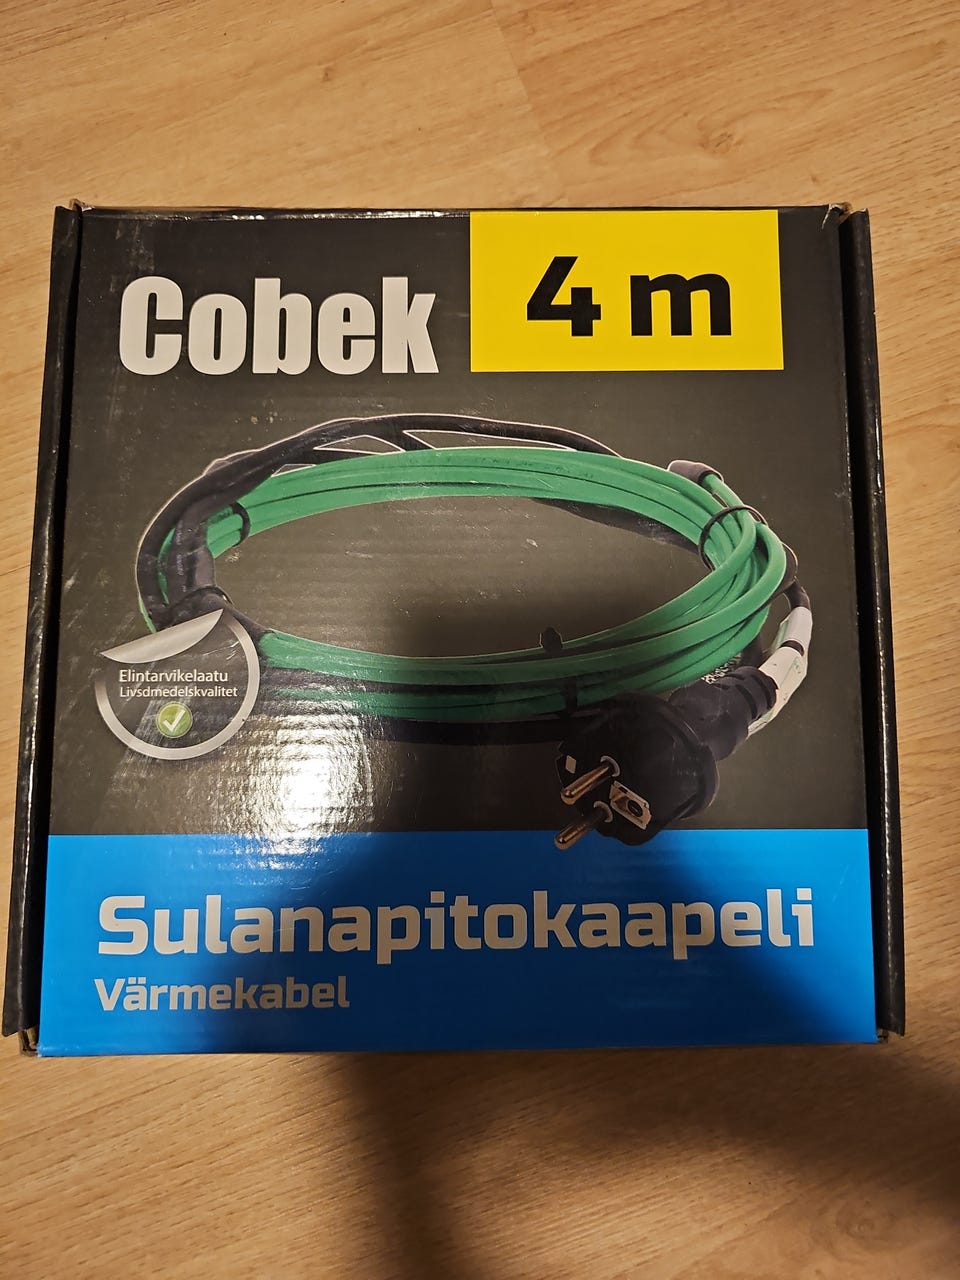 Cobek
4 m
Elintarvikelaatu
Livsdmedelskvalitet
Sulanapitokaapeli
Värmekabel